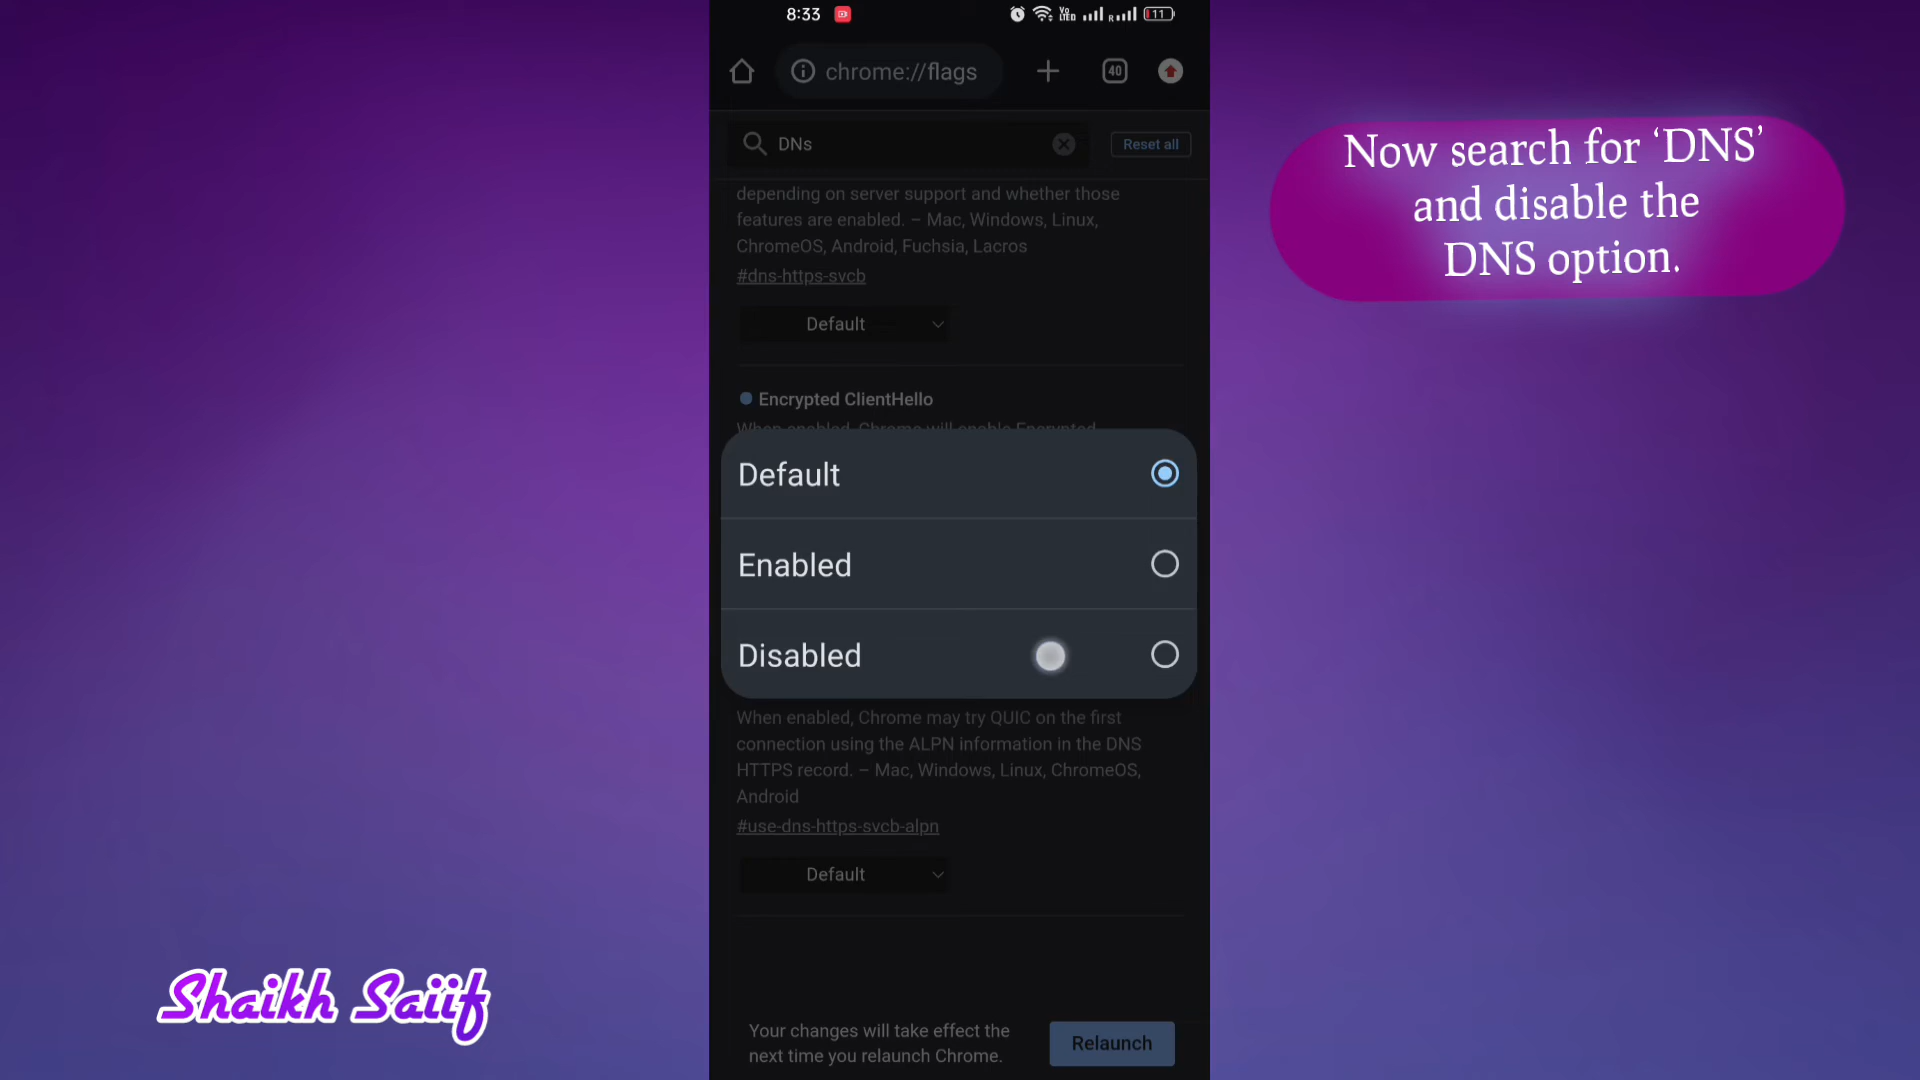 8:33
Vo
LTE
R
11
chrome://flags
40
DNs
Reset all
depending on server support and whether those
features are enabled. – Mac, Windows, Linux,
ChromeOS, Android, Fuchsia, Lacros
#dns-https-svcb
Default
Encrypted ClientHello
When enabled, Chrome will enable Encrypted
Default
Enabled
Disabled
When enabled, Chrome may try QUIC on the first
connection using the ALPN information in the DNS
HTTPS record. – Mac, Windows, Linux, ChromeOS,
Android
#use-dns-https-svcb-alpn
Default
Your changes will take effect the
next time you relaunch Chrome.
Relaunch
Now search for ‘DNS’
and disable the
DNS option.
Shaikh Saiif